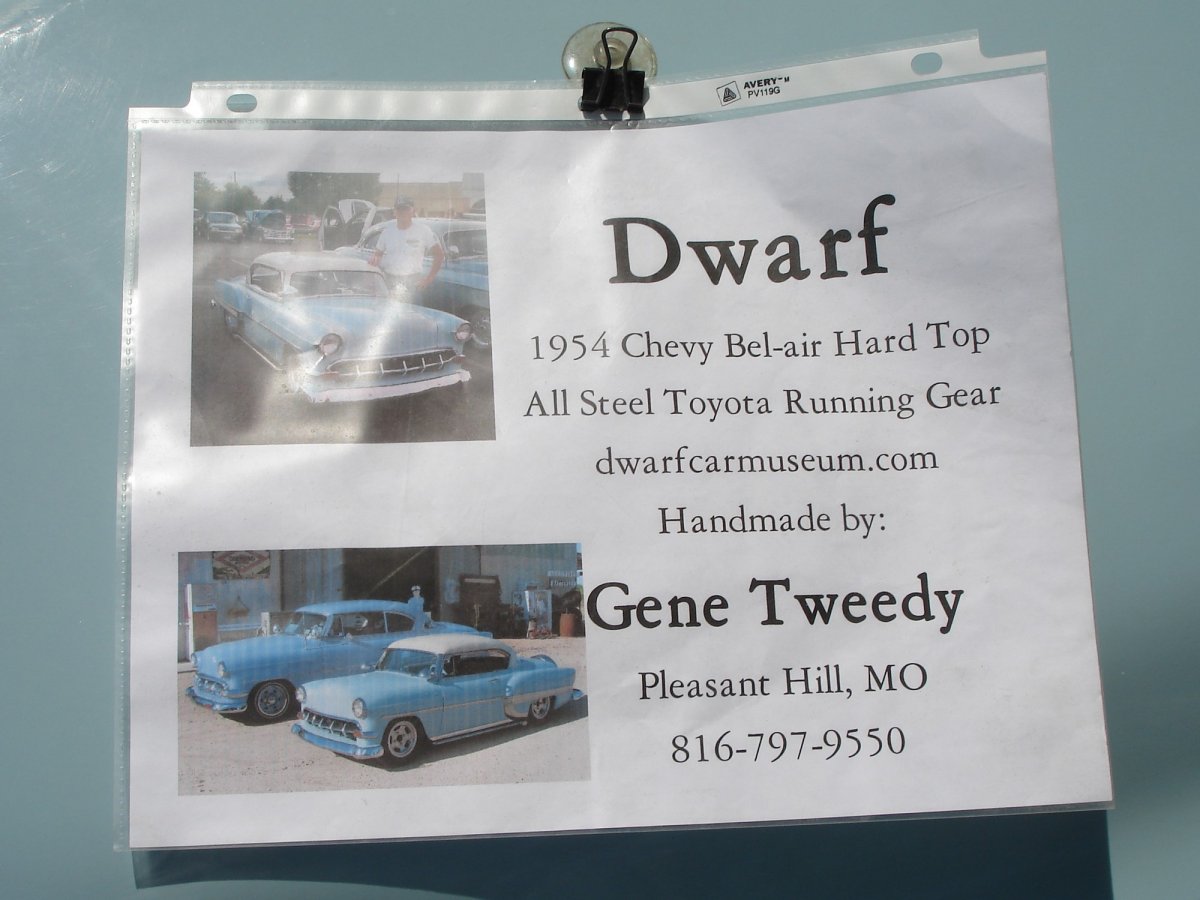 AVERY™
PV119G
Dwarf
1954 Chevy Bel-air Hard Top
All Steel Toyota Running Gear
dwarfcarmuseum.com
Handmade by:
Gene Tweedy
Pleasant Hill, MO
816-797-9550